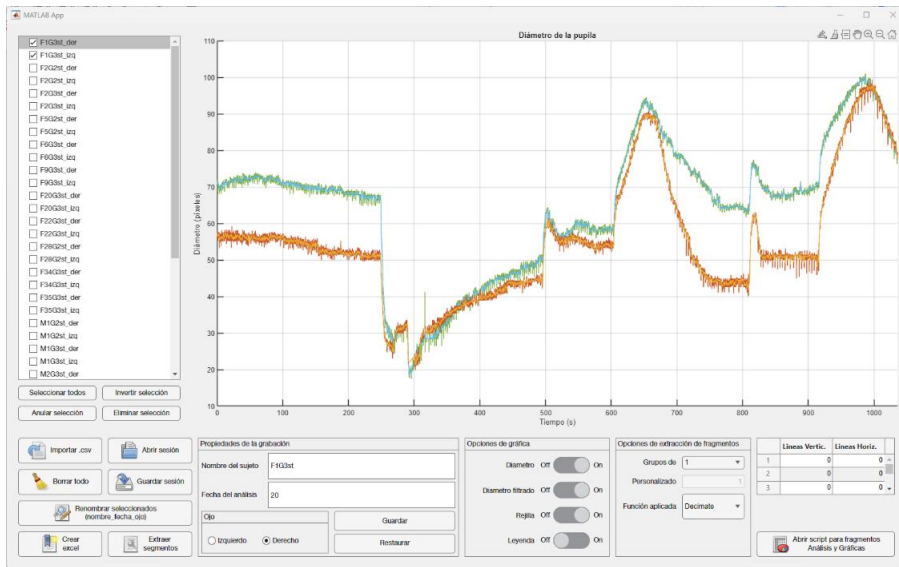 MATLAB App
F1G3st_der
F1G3st_izq
F2G2st_der
F2G2st_izq
F2G3st_der
F2G3st_izq
F5G2st_der
F5G2st_izq
F6G3st_der
F8G3st_izq
F9G3st_der
F9G3st_izq
F20G3st_der
F20G3st_izq
F22G3st_der
F22G3st_izq
F28G2st_der
F28G2st_izq
F34G3st_der
F34G3st_izq
F35G3st_der
F35G3st_izq
M1G2st_der
M1G2st_izq
M1G3st_der
M1G3st_izq
M2G3st_der
Seleccionar todos
Invertir selección
Anular selección
Eliminar selección
Diámetro de la pupila
Diámetro (píxeles)
110
100
90
80
70
60
50
40
30
20
10
0
100
200
300
400
500
600
700
800
900
1000
Tiempo (s)
Importar .csv
Abrir sesión
Borrar todo
Guardar sesión
Renombrar seleccionados
(nombre_fecha_ojo)
Crear
excel
Extraer
segmentos
Propiedades de la grabación
Nombre del sujeto
F1G3st
Fecha del análisis
20
Ojo
Izquierdo
Derecho
Guardar
Restaurar
Opciones de gráfica
Diametro Off On
Diametro filtrado Off On
Rejilla Off On
Leyenda Off On
Opciones de extracción de fragmentos
Grupos de 1
Personalizado 1
Función aplicada Decimate
Lineas Vertic. Lineas Horiz.
1 0 0
2 0 0
3 0 0
Abrir script para fragmentos
Análisis y Gráficas